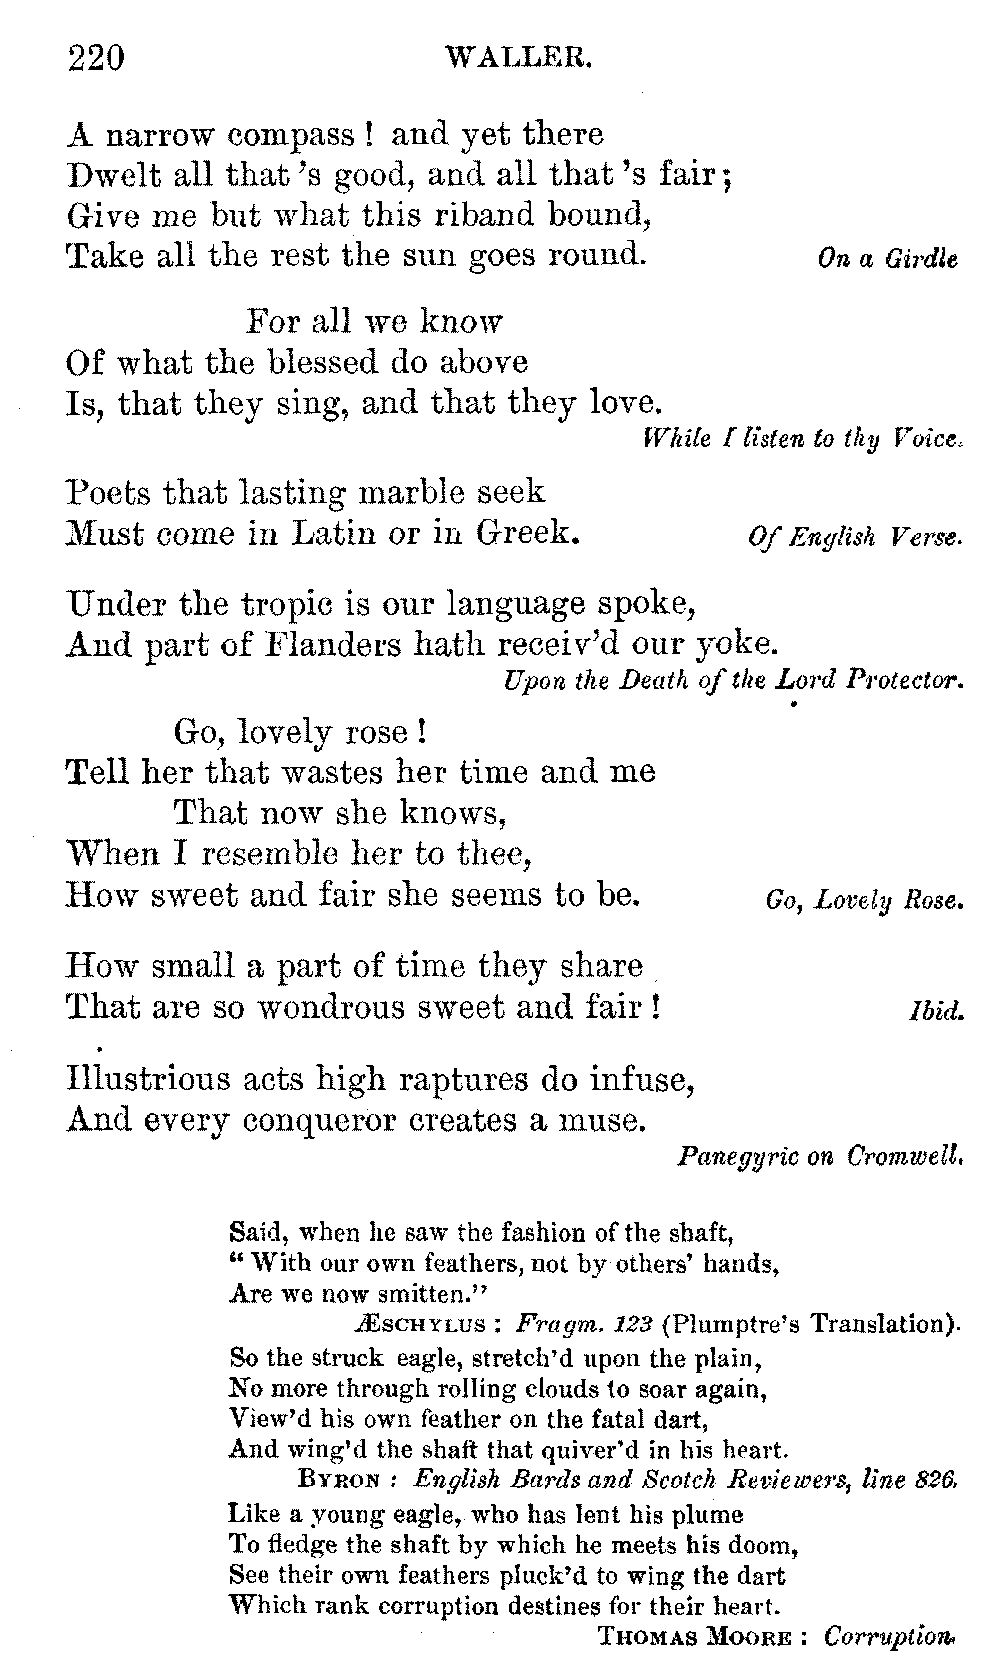 220 WALLER.
A narrow compass ! and yet there
Dwelt all that 's good, and all that 's fair ;
Give me but what this riband bound,
Take all the rest the sun goes round. On a Girdle
For all we know
Of what the blessed do above
Is, that they sing, and that they love.
While I listen to thy Voice.
Poets that lasting marble seek
Must come in Latin or in Greek. Of English Verse.
Under the tropic is our language spoke,
And part of Flanders hath receiv'd our yoke.
Upon the Death of the Lord Protector.
Go, lovely rose !
Tell her that wastes her time and me
That now she knows,
When I resemble her to thee,
How sweet and fair she seems to be. Go, Lovely Rose.
How small a part of time they share
That are so wondrous sweet and fair ! Ibid.
Illustrious acts high raptures do infuse,
And every conqueror creates a muse.
Panegyric on Cromwell.
Said, when he saw the fashion of the shaft,
" With our own feathers, not by others' hands,
Are we now smitten."
ÆSCHYLUS : Fragm. 123 (Plumptre's Translation).
So the struck eagle, stretch'd upon the plain,
No more through rolling clouds to soar again,
View'd his own feather on the fatal dart,
And wing'd the shaft that quiver'd in his heart.
BYRON : English Bards and Scotch Reviewers, line 826.
Like a young eagle, who has lent his plume
To fledge the shaft by which he meets his doom,
See their own feathers pluck'd to wing the dart
Which rank corruption destines for their heart.
THOMAS MOORE : Corruption.